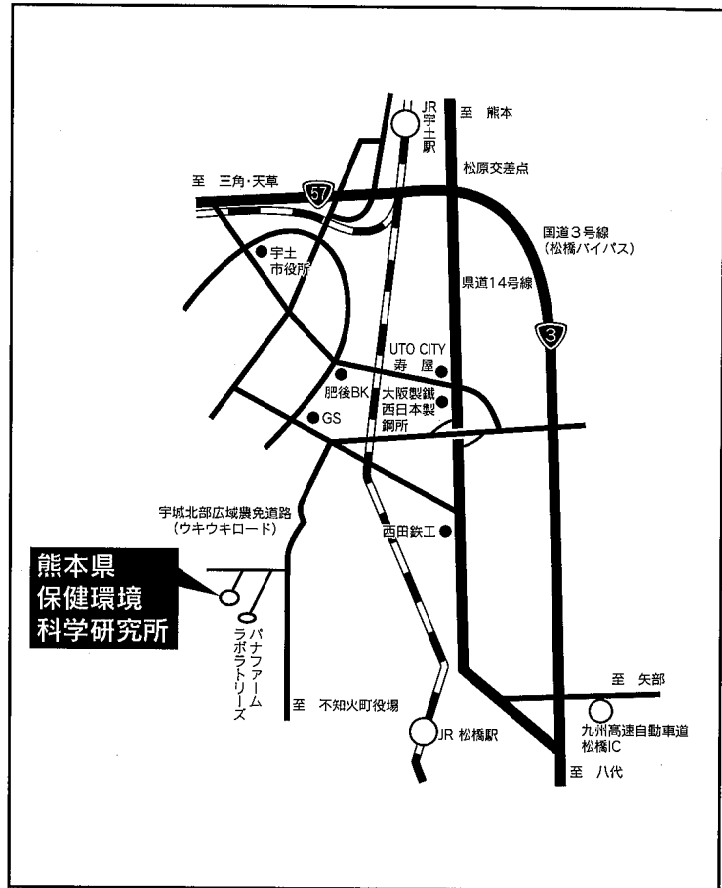 JR宇土駅
至 熊本
松原交差点
至 三角・天草
57
国道3号線
(松橋バイパス)
宇土
市役所
県道14号線
3
UTO CITY
寿 屋
肥後BK
大阪製鐵
西日本製
鋼所
GS
宇城北部広域農免道路
(ウキウキロード)
西田鉄工
熊本県
保健環境
科学研究所
パナファーム
ラボラトリーズ
至 不知火町役場
至 矢部
JR 松橋駅
九州高速自動車道
松橋IC
至 八代